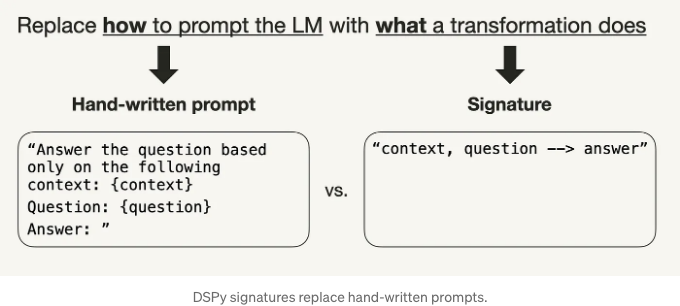 Replace how to prompt the LM with what a transformation does
Hand-written prompt
“Answer the question based
only on the following
context: {context}
Question: {question}
Answer: ”
vs.
Signature
“context, question --> answer”
DSPy signatures replace hand-written prompts.